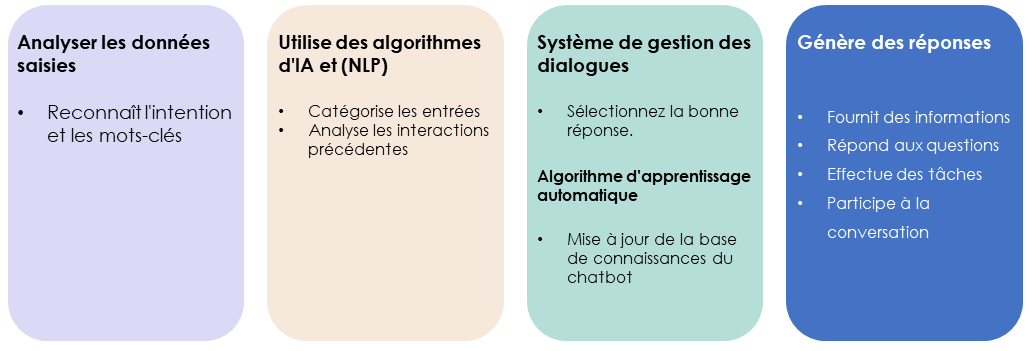 Analyser les données
saisies
• Reconnaît l'intention
et les mots-clés
Utilise des algorithmes
d'IA et (NLP)
• Catégorise les entrées
• Analyse les interactions
précédentes
Système de gestion des
dialogues
• Sélectionnez la bonne
réponse.
Algorithme d'apprentissage
automatique
• Mise à jour de la base
de connaissances du
chatbot
Génère des réponses
• Fournit des informations
• Répond aux questions
• Effectue des tâches
• Participe à la
conversation